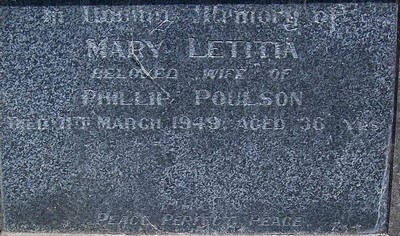 In Loving Memory of
MARY LETITIA
BELOVED WIFE OF
PHILLIP POULSON
DIED MARCH 1949 AGED 36 YRS
PEACE PERFECT PEACE